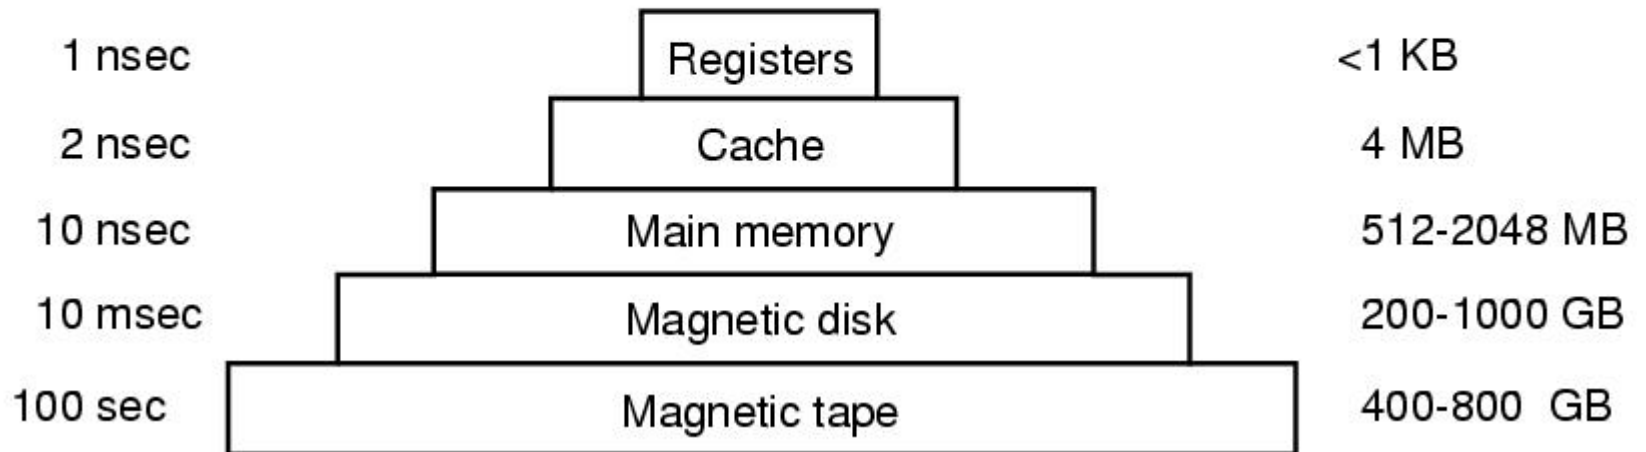 1 nsec Registers <1 KB
2 nsec Cache 4 MB
10 nsec Main memory 512-2048 MB
10 msec Magnetic disk 200-1000 GB
100 sec Magnetic tape 400-800 GB